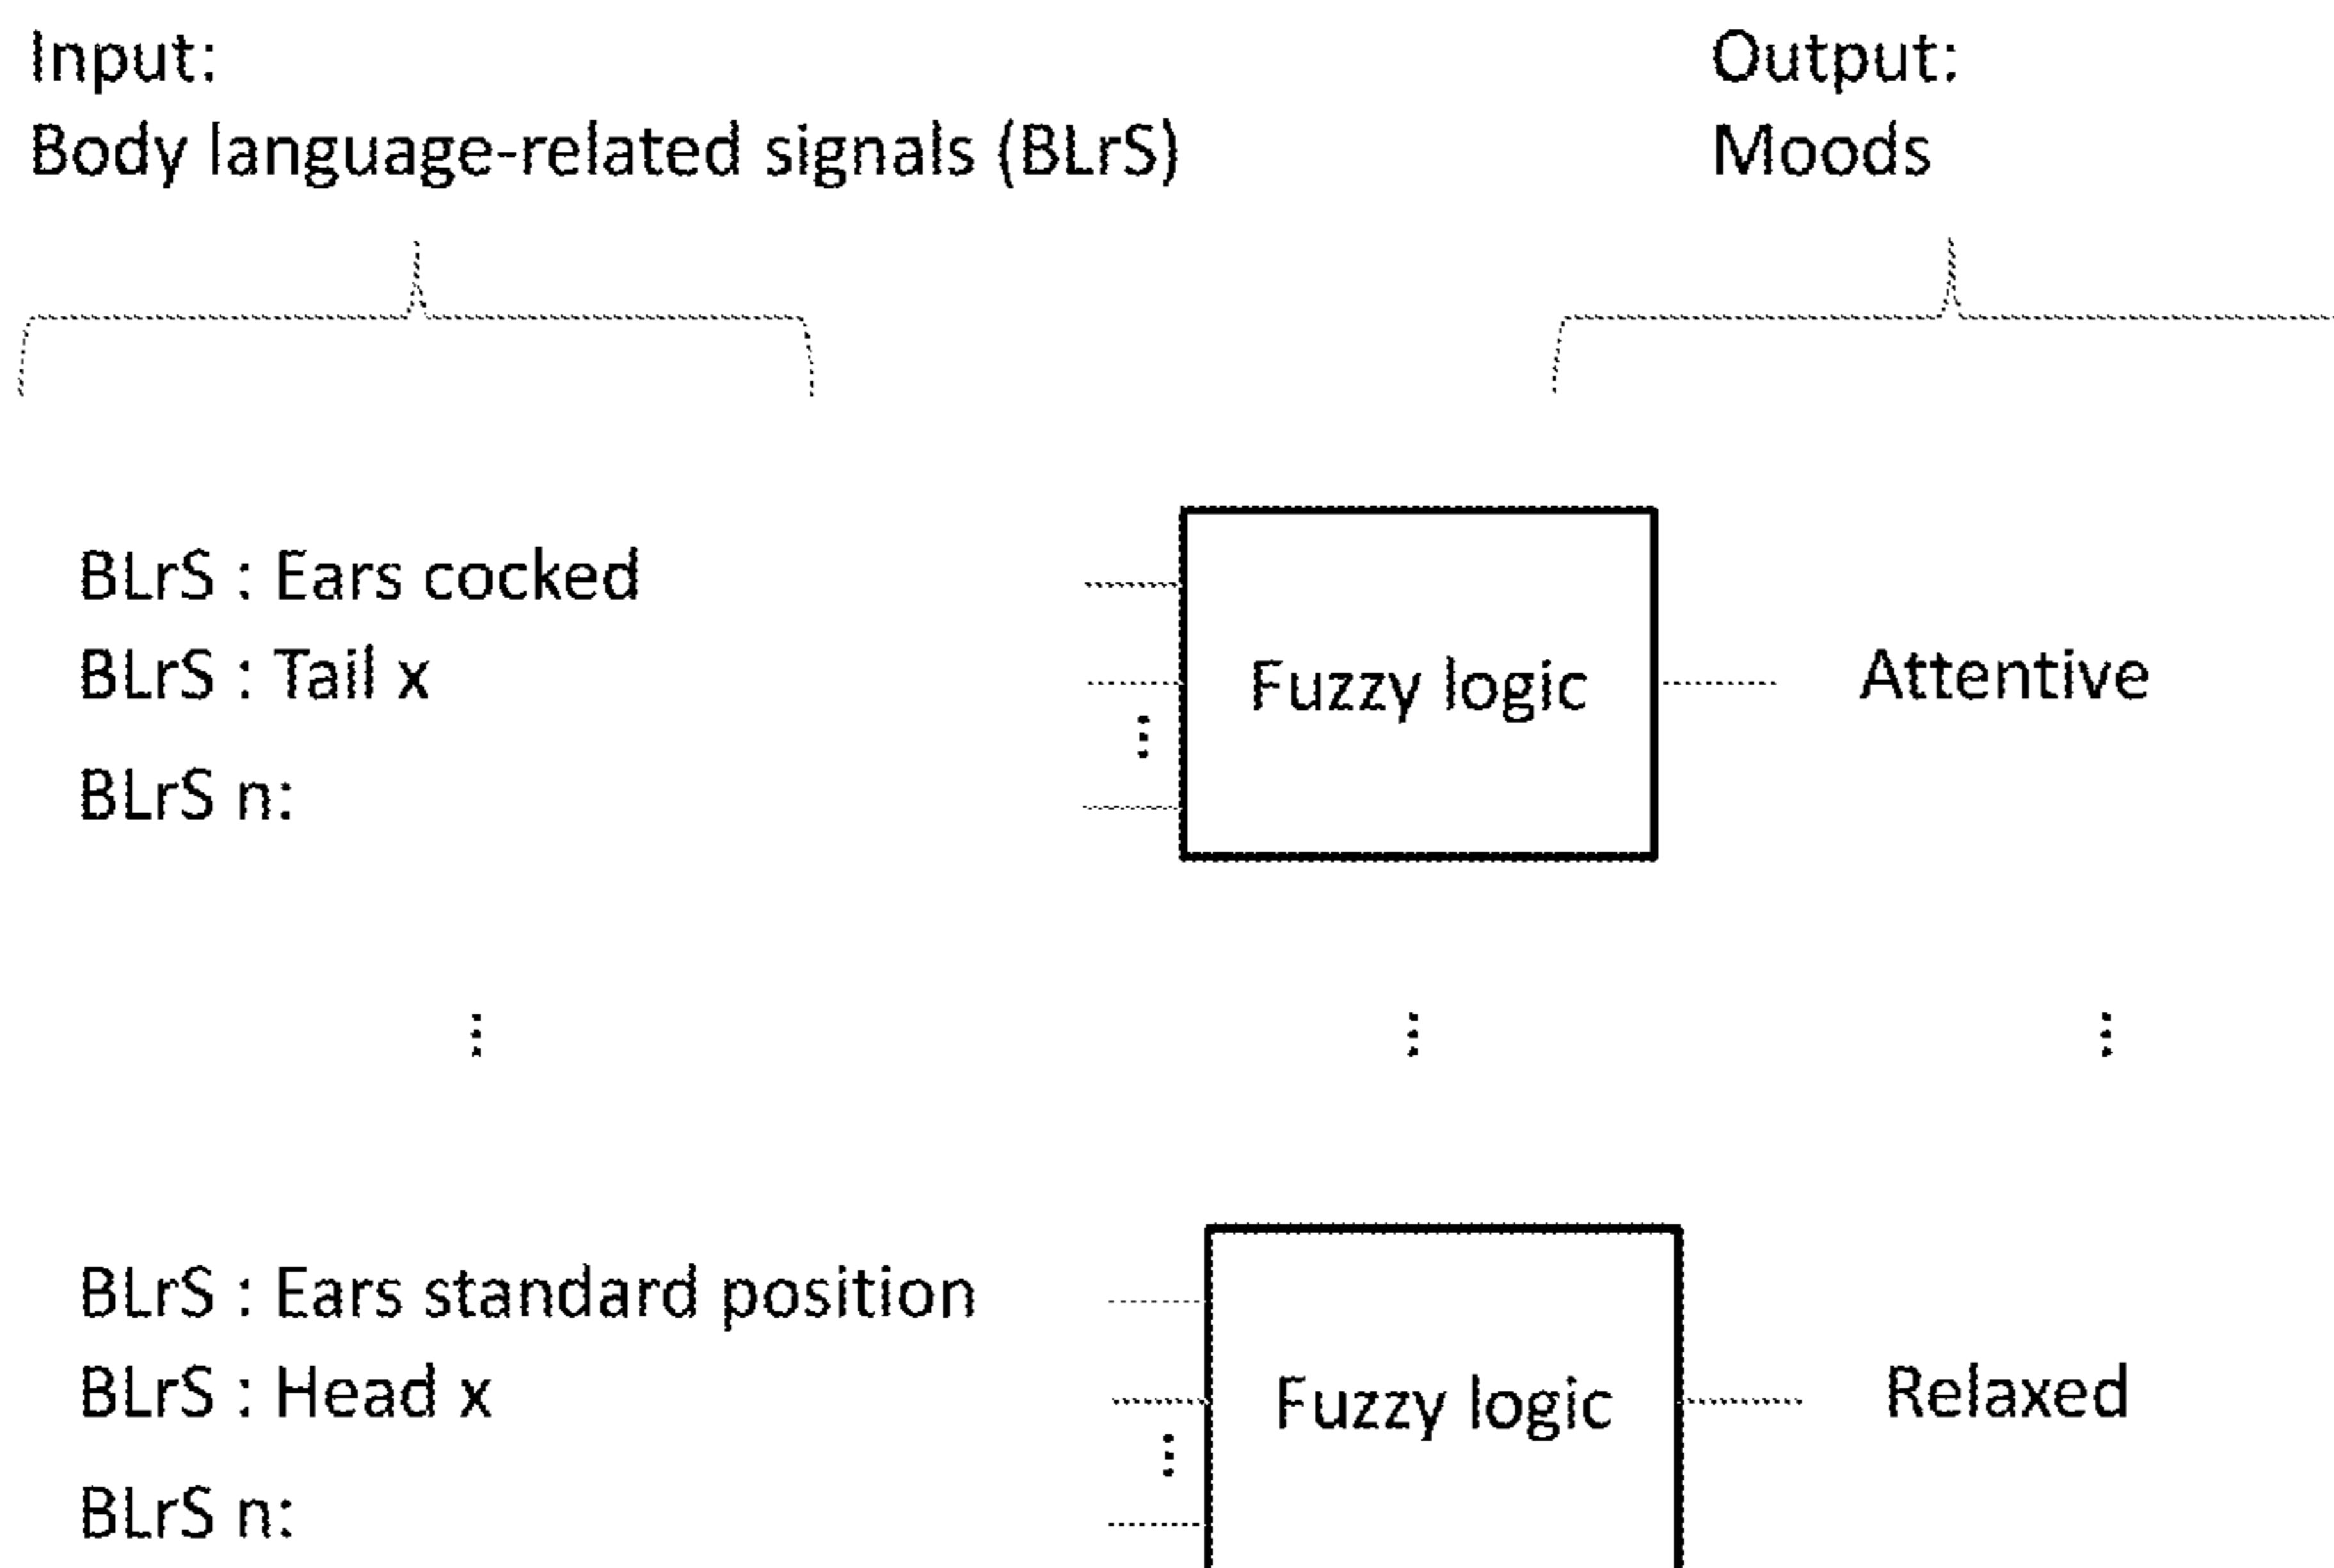 Input:
Body language-related signals (BLrS)
Output:
Moods
BLrS : Ears cocked
BLrS : Tail x
BLrS n:
Fuzzy logic
Attentive
BLrS : Ears standard position
BLrS : Head x
BLrS n:
Fuzzy logic
Relaxed